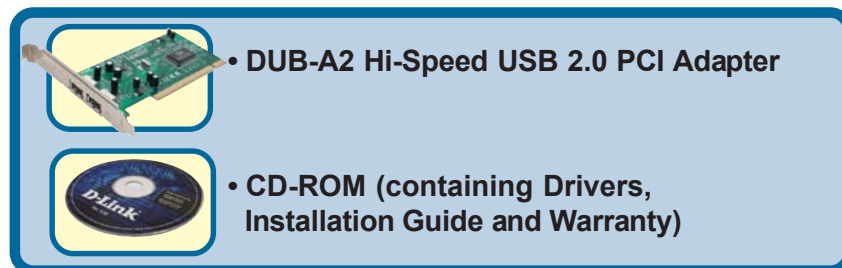 • DUB-A2 Hi-Speed USB 2.0 PCI Adapter
• CD-ROM (containing Drivers,
Installation Guide and Warranty)
D-Link